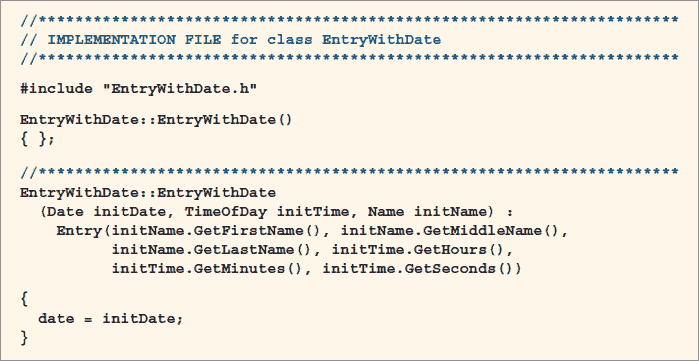 //**********************************************************************
// IMPLEMENTATION FILE for class EntryWithDate
//**********************************************************************
#include "EntryWithDate.h"
EntryWithDate::EntryWithDate()
{ };
//**********************************************************************
EntryWithDate::EntryWithDate
(Date initDate, TimeOfDay initTime, Name initName) :
Entry(initName.GetFirstName(), initName.GetMiddleName(),
initName.GetLastName(), initTime.GetHours(),
initTime.GetMinutes(), initTime.GetSeconds())
{
date = initDate;
}